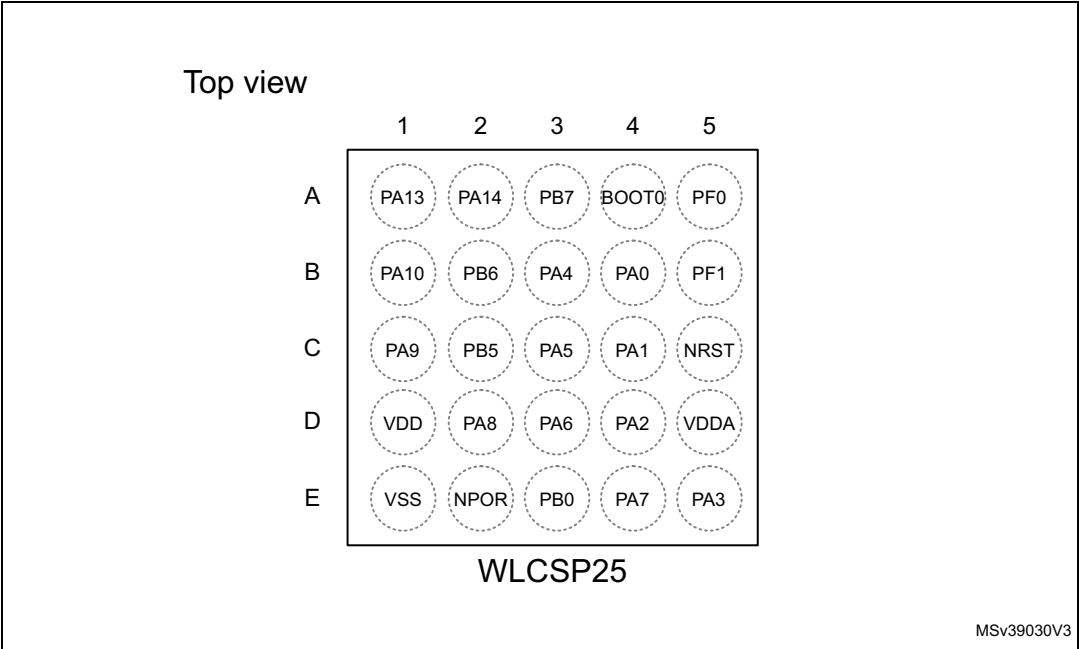 Top view
1 2 3 4 5
A PA13 PA14 PB7 BOOT0 PF0
B PA10 PB6 PA4 PA0 PF1
C PA9 PB5 PA5 PA1 NRST
D VDD PA8 PA6 PA2 VDDA
E VSS NPOR PB0 PA7 PA3
WLCSP25
MSv39030V3